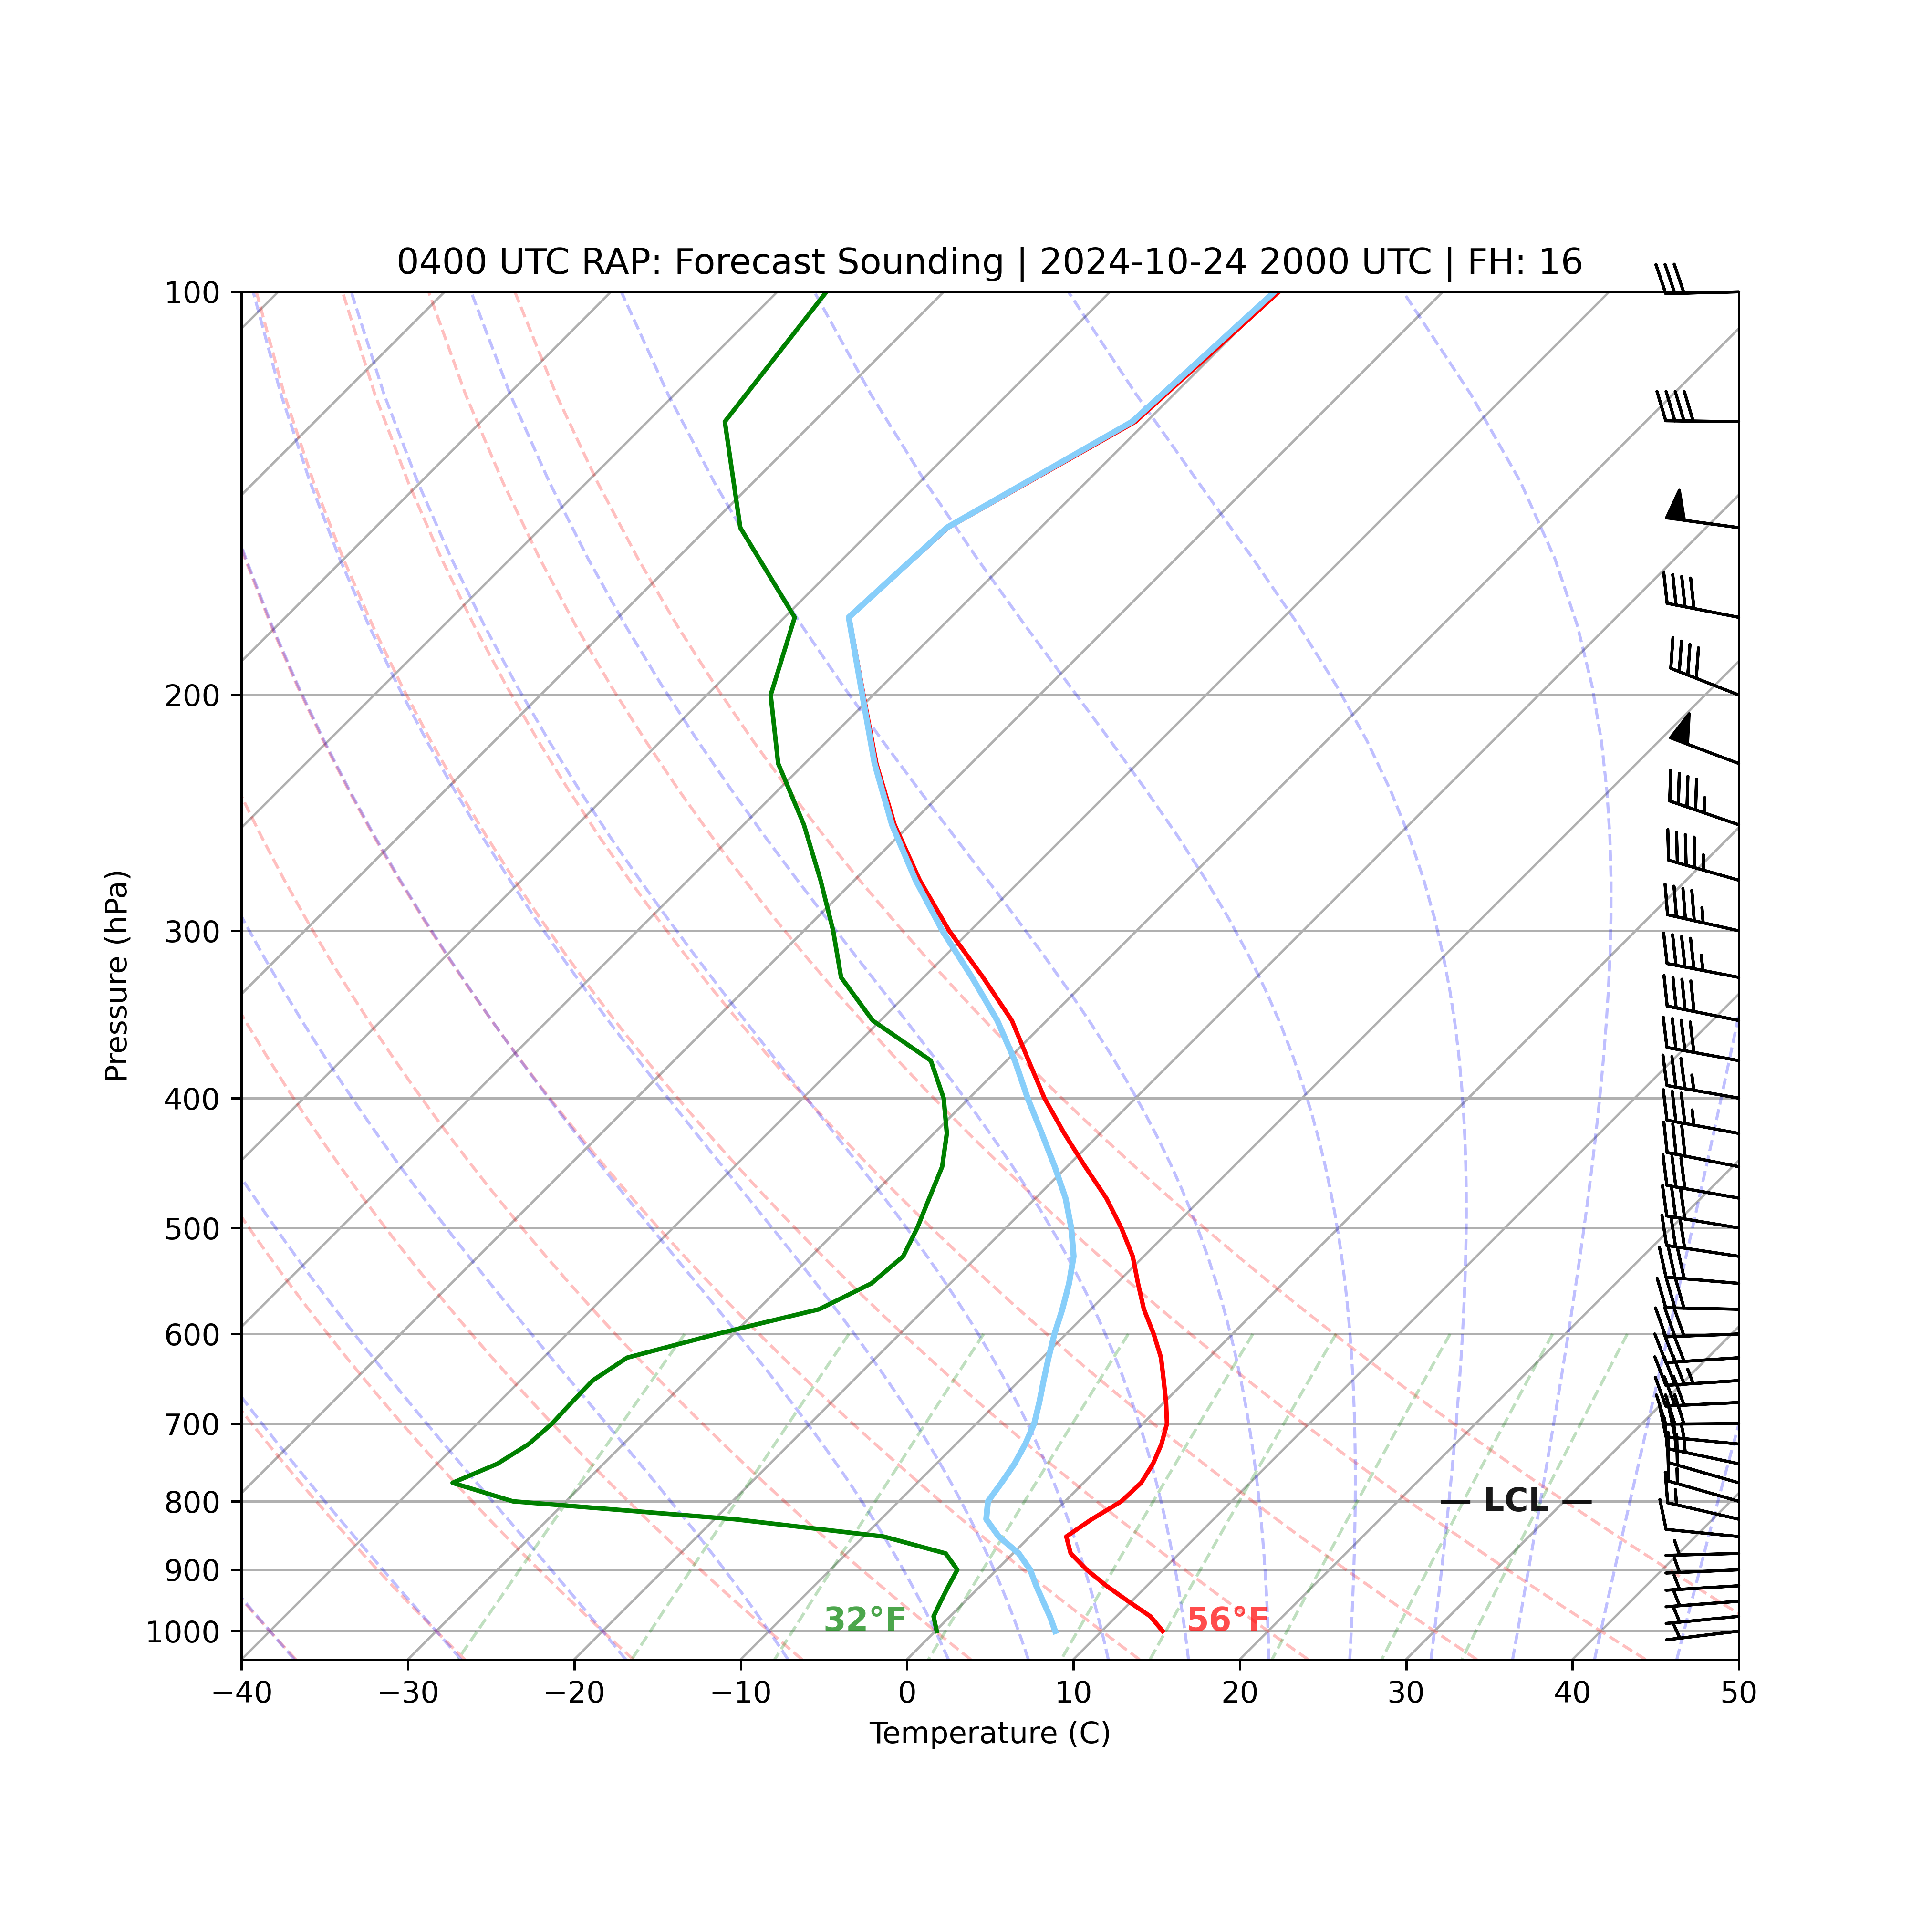 0400 UTC RAP: Forecast Sounding | 2024-10-24 2000 UTC | FH: 16
100
200
300
400
500
600
700
800
900
1000
Pressure (hPa)
LCL
32°F
56°F
−40 −30 −20 −10 0 10 20 30 40 50
Temperature (C)